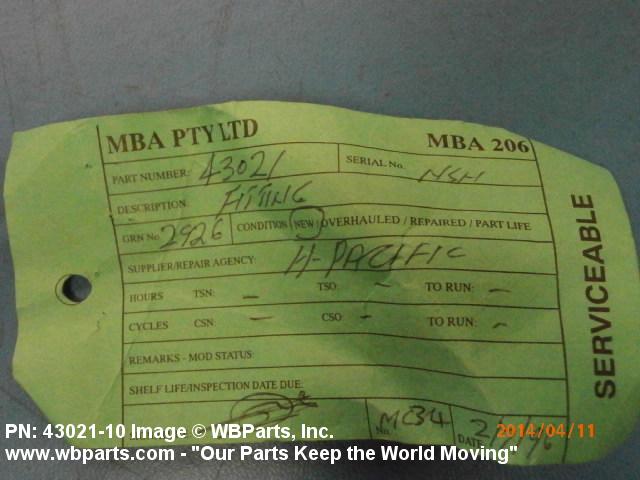 MBA PTY LTD MBA 206
PART NUMBER: 43021 SERIAL No. NSH
DESCRIPTION FITTING
GRN No. 2926 CONDITION NEW / OVERHAULED / REPAIRED / PART LIFE
SUPPLIER/REPAIR AGENCY: H-PACIFIC
HOURS TSN: – TSO: – TO RUN: –
CYCLES CSN: – CSO: – TO RUN: –
REMARKS - MOD STATUS:
SHELF LIFE/INSPECTION DATE DUE:
No. MC34 DATE
SERVICEABLE
2014/04/11
PN: 43021-10 Image © WBParts, Inc.
www.wbparts.com - "Our Parts Keep the World Moving"